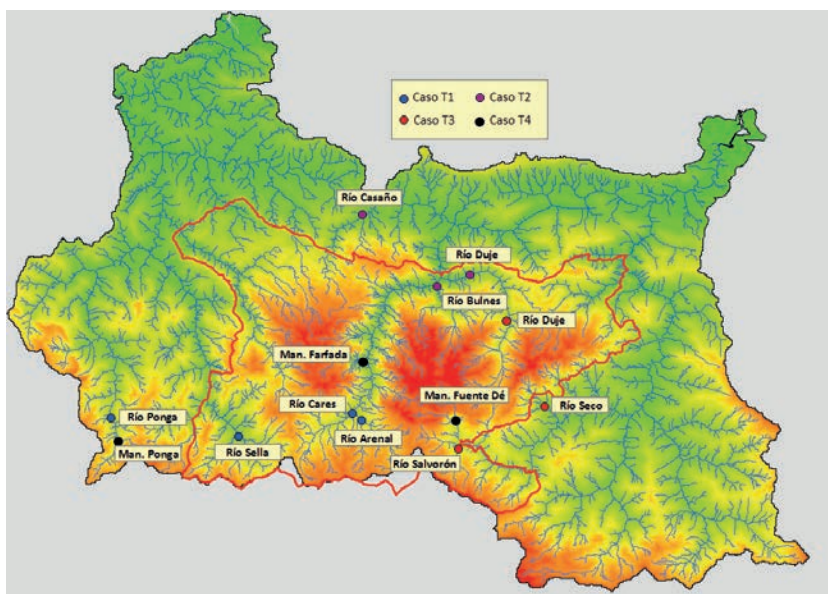 Caso T1
Caso T2
Caso T3
Caso T4
Río Casaño
Río Duje
Río Bulnes
Río Duje
Man. Farfada
Man. Fuente Dé
Río Cares
Río Seco
Río Ponga
Río Arenal
Man. Ponga
Río Sella
Río Salvorón